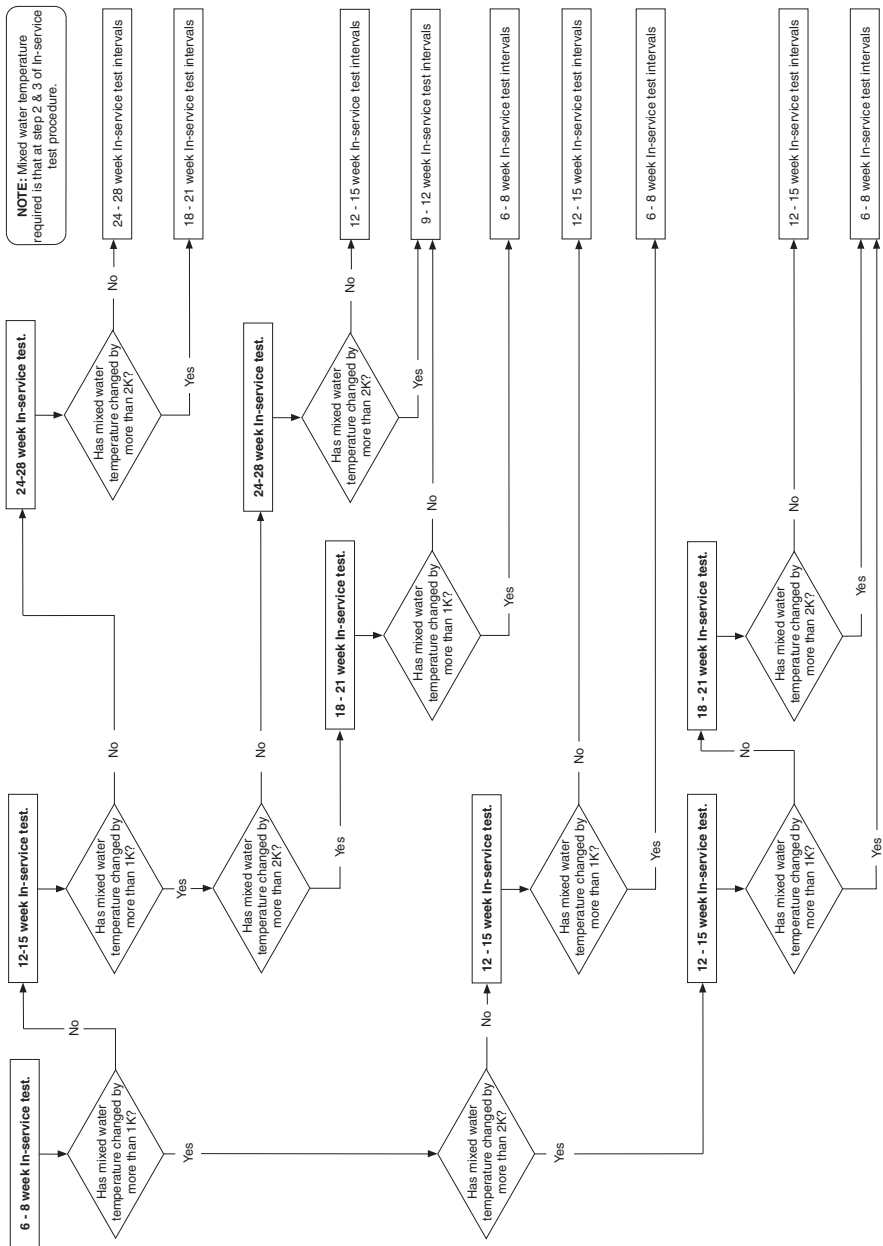 6 - 8 week In-service test.
Has mixed water
temperature changed by
more than 1K?
No
Yes
12-15 week In-service test.
Has mixed water
temperature changed by
more than 1K?
No
Yes
Has mixed water
temperature changed by
more than 2K?
No
Yes
24-28 week In-service test.
Has mixed water
temperature changed by
more than 2K?
No
Yes
NOTE: Mixed water temperature
required is that at step 2 & 3 of In-service
test procedure.
24 - 28 week In-service test intervals
18 - 21 week In-service test intervals
24-28 week In-service test.
Has mixed water
temperature changed by
more than 2K?
No
Yes
12 - 15 week In-service test intervals
9 - 12 week In-service test intervals
18 - 21 week In-service test.
Has mixed water
temperature changed by
more than 1K?
No
Yes
6 - 8 week In-service test intervals
Has mixed water
temperature changed by
more than 2K?
No
Yes
12 - 15 week In-service test.
Has mixed water
temperature changed by
more than 1K?
No
Yes
12 - 15 week In-service test intervals
6 - 8 week In-service test intervals
12 - 15 week In-service test.
Has mixed water
temperature changed by
more than 1K?
No
Yes
18 - 21 week In-service test.
Has mixed water
temperature changed by
more than 2K?
No
Yes
12 - 15 week In-service test intervals
6 - 8 week In-service test intervals